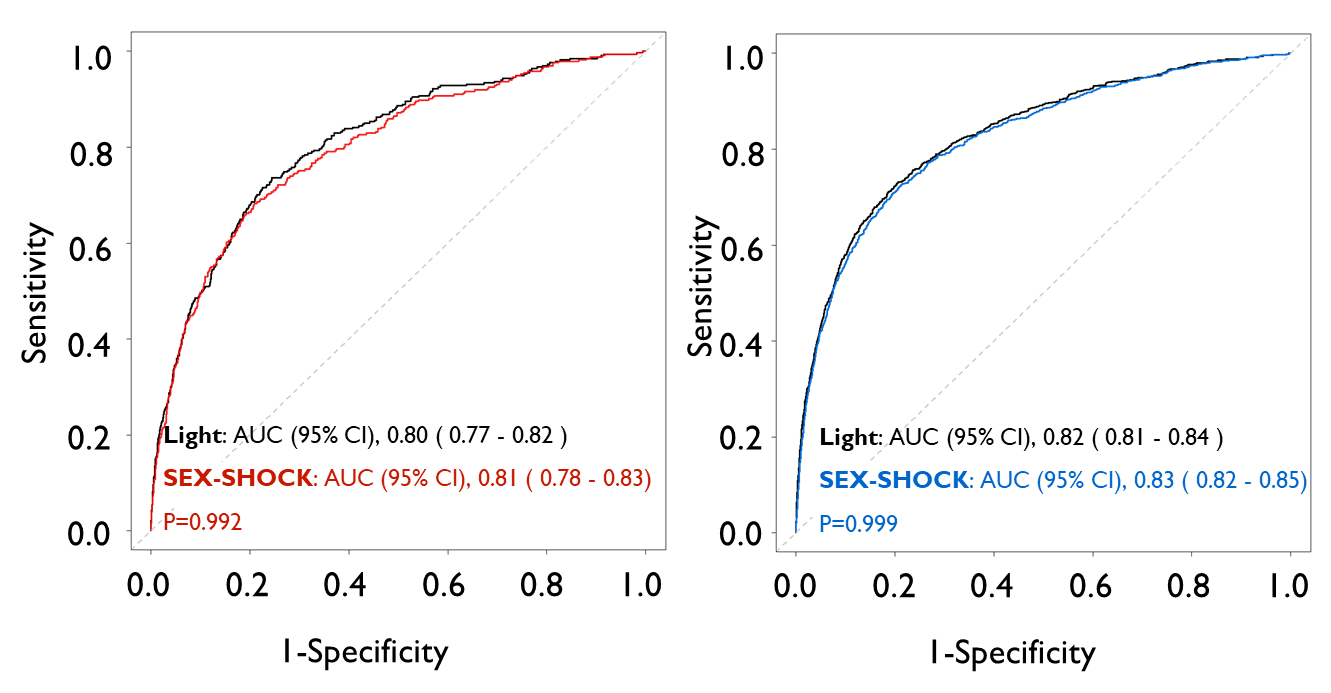 Sensitivity
1.0
0.8
0.6
0.4
0.2
0.0
Light: AUC (95% CI), 0.80 ( 0.77 - 0.82 )
SEX-SHOCK: AUC (95% CI), 0.81 ( 0.78 - 0.83)
P=0.992
0.0 0.2 0.4 0.6 0.8 1.0
1-Specificity
Sensitivity
1.0
0.8
0.6
0.4
0.2
0.0
Light: AUC (95% CI), 0.82 ( 0.81 - 0.84 )
SEX-SHOCK: AUC (95% CI), 0.83 ( 0.82 - 0.85)
P=0.999
0.0 0.2 0.4 0.6 0.8 1.0
1-Specificity